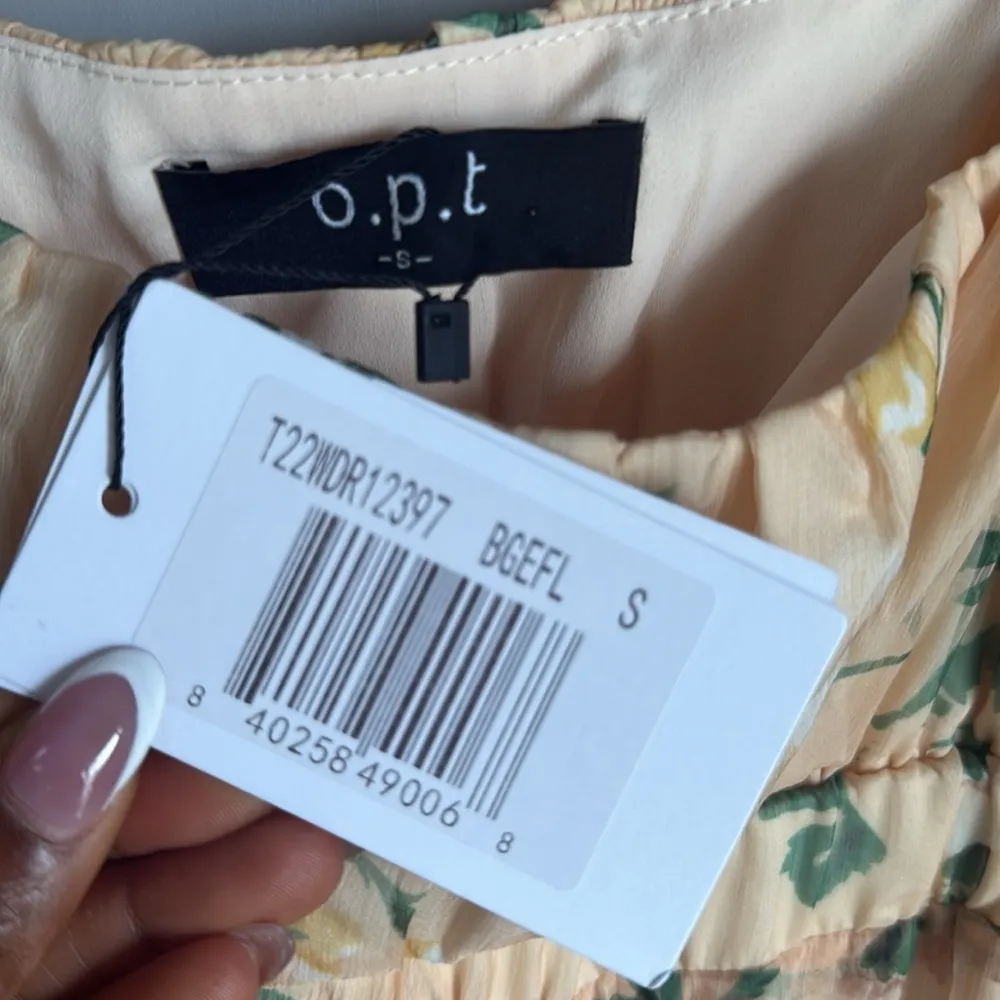 o.p.t
-S-
T22WDR12397 BGEFL S
8 40258 49006 8